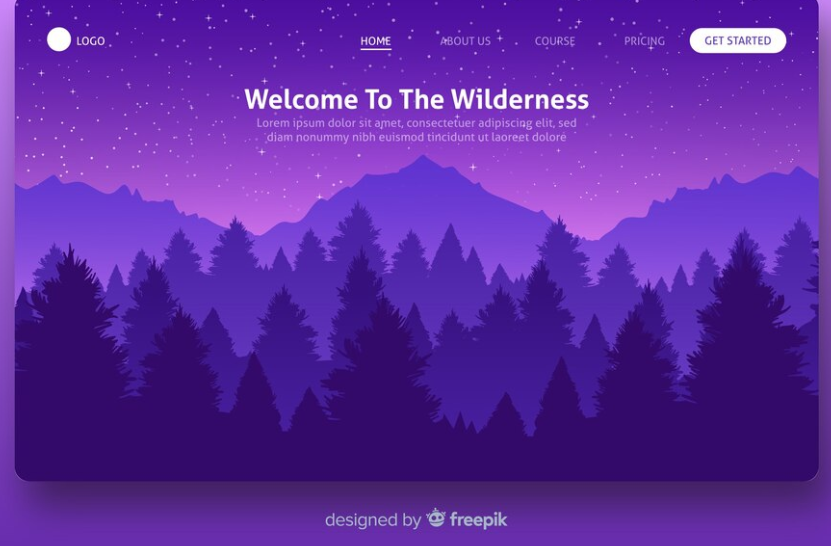 LOGO HOME ABOUT US COURSE PRICING GET STARTED
Welcome To The Wilderness
Lorem ipsum dolor sit amet, consectetuer adipiscing elit, sed
diam nonummy nibh euismod tincidunt ut laoreet dolore
designed by freepik